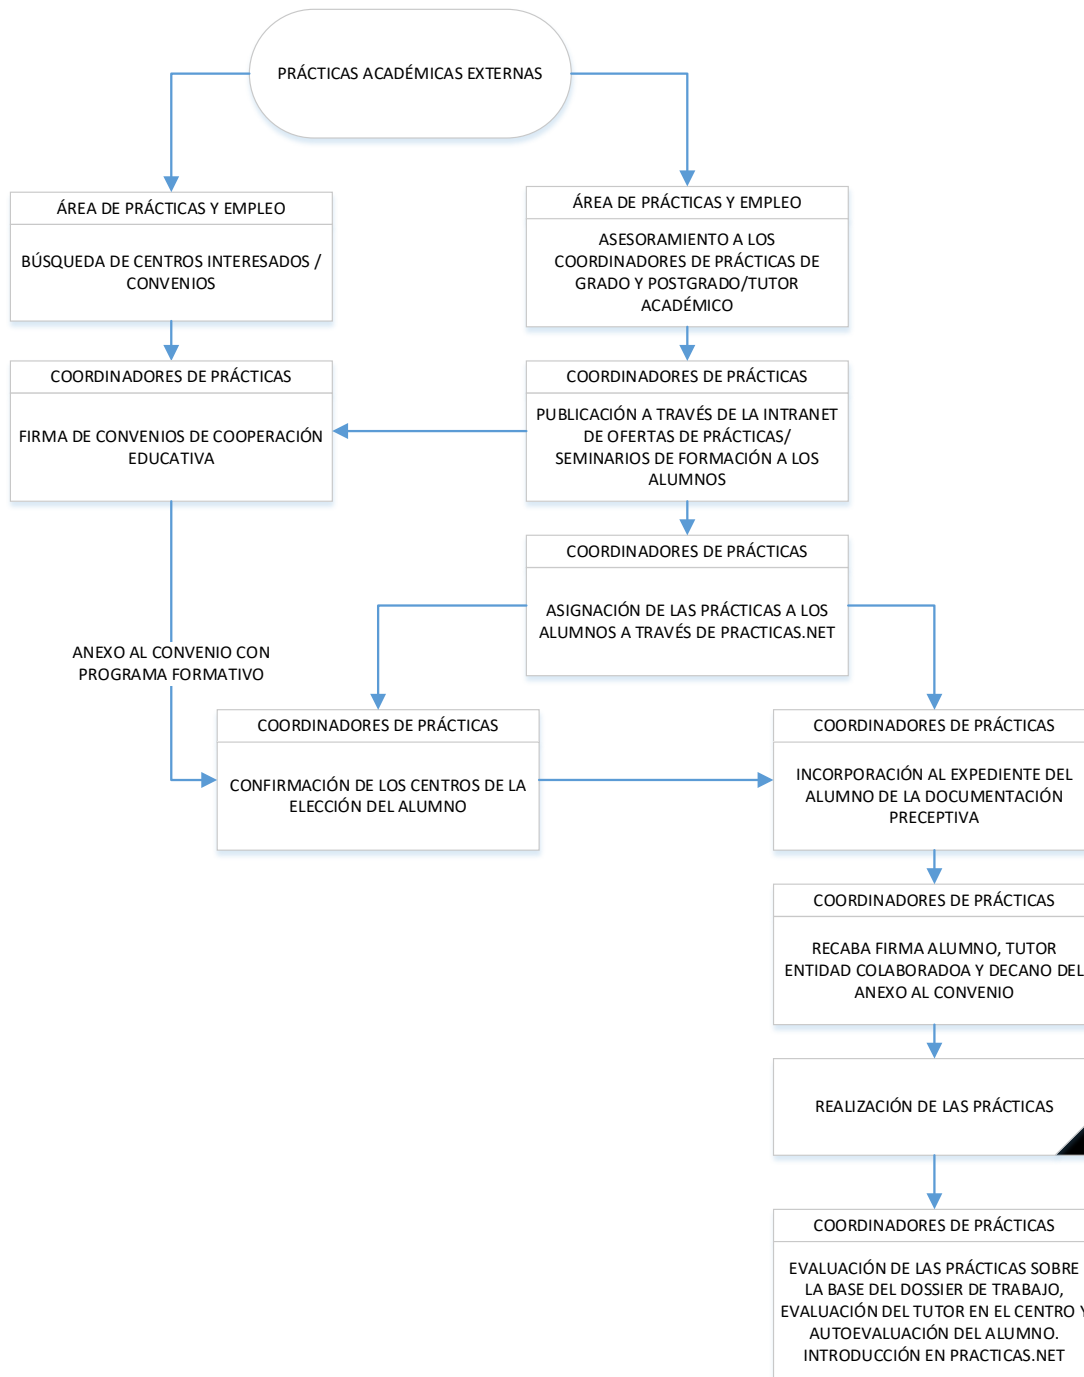 PRÁCTICAS ACADÉMICAS EXTERNAS
ÁREA DE PRÁCTICAS Y EMPLEO
BÚSQUEDA DE CENTROS INTERESADOS /
CONVENIOS
ÁREA DE PRÁCTICAS Y EMPLEO
ASESORAMIENTO A LOS
COORDINADORES DE PRÁCTICAS DE
GRADO Y POSTGRADO/TUTOR
ACADÉMICO
COORDINADORES DE PRÁCTICAS
FIRMA DE CONVENIOS DE COOPERACIÓN
EDUCATIVA
COORDINADORES DE PRÁCTICAS
PUBLICACIÓN A TRAVÉS DE LA INTRANET
DE OFERTAS DE PRÁCTICAS/
SEMINARIOS DE FORMACIÓN A LOS
ALUMNOS
COORDINADORES DE PRÁCTICAS
ASIGNACIÓN DE LAS PRÁCTICAS A LOS
ALUMNOS A TRAVÉS DE PRACTICAS.NET
ANEXO AL CONVENIO CON
PROGRAMA FORMATIVO
COORDINADORES DE PRÁCTICAS
CONFIRMACIÓN DE LOS CENTROS DE LA
ELECCIÓN DEL ALUMNO
COORDINADORES DE PRÁCTICAS
INCORPORACIÓN AL EXPEDIENTE DEL
ALUMNO DE LA DOCUMENTACIÓN
PRECEPTIVA
COORDINADORES DE PRÁCTICAS
RECABA FIRMA ALUMNO, TUTOR
ENTIDAD COLABORADOA Y DECANO DEL
ANEXO AL CONVENIO
REALIZACIÓN DE LAS PRÁCTICAS
COORDINADORES DE PRÁCTICAS
EVALUACIÓN DE LAS PRÁCTICAS SOBRE
LA BASE DEL DOSSIER DE TRABAJO,
EVALUACIÓN DEL TUTOR EN EL CENTRO Y
AUTOEVALUACIÓN DEL ALUMNO.
INTRODUCCIÓN EN PRACTICAS.NET